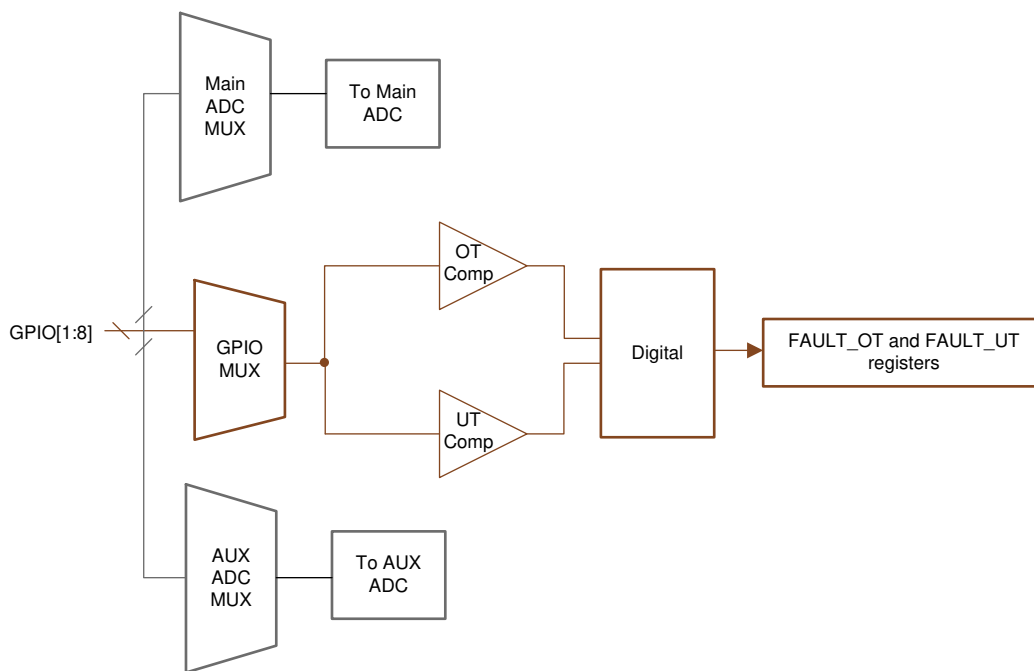 Main
ADC
MUX
To Main
ADC
OT
Comp
GPIO[1:8]
GPIO
MUX
Digital
FAULT_OT and FAULT_UT
registers
UT
Comp
AUX
ADC
MUX
To AUX
ADC